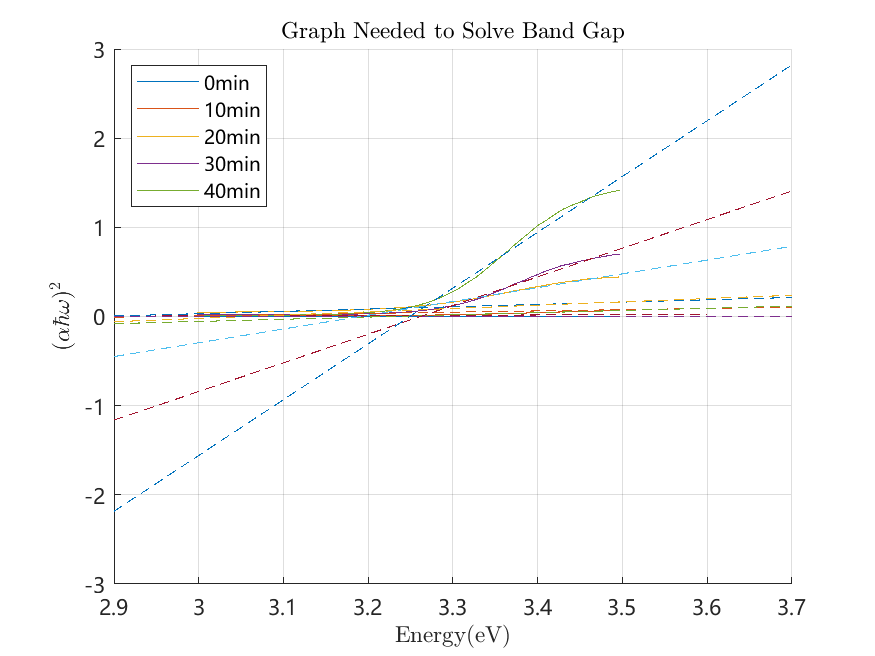 Graph Needed to Solve Band Gap
3
2
1
0
-1
-2
-3
(αℏω)²
0min
10min
20min
30min
40min
2.9 3 3.1 3.2 3.3 3.4 3.5 3.6 3.7
Energy(eV)